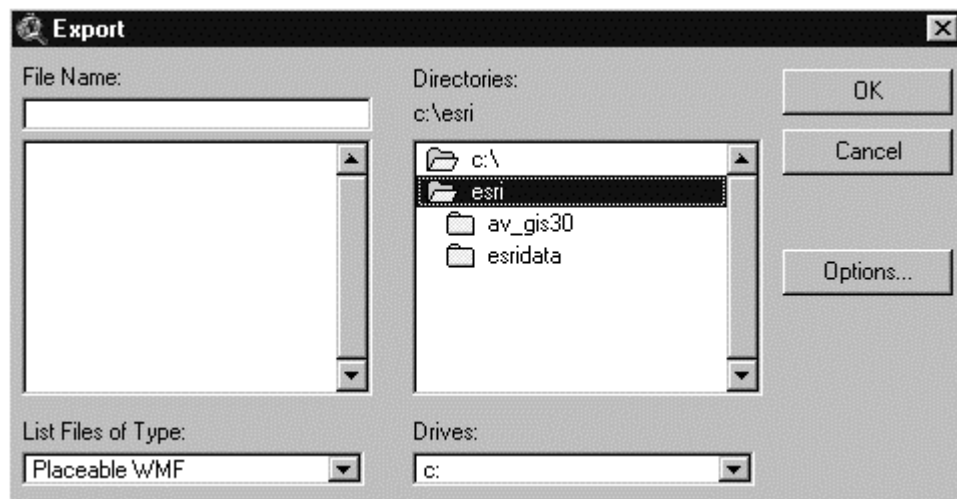 Export
File Name:
Directories:
c:\esri
OK
Cancel
Options...
c:\
esri
av_gis30
esridata
List Files of Type:
Placeable WMF
Drives:
c: